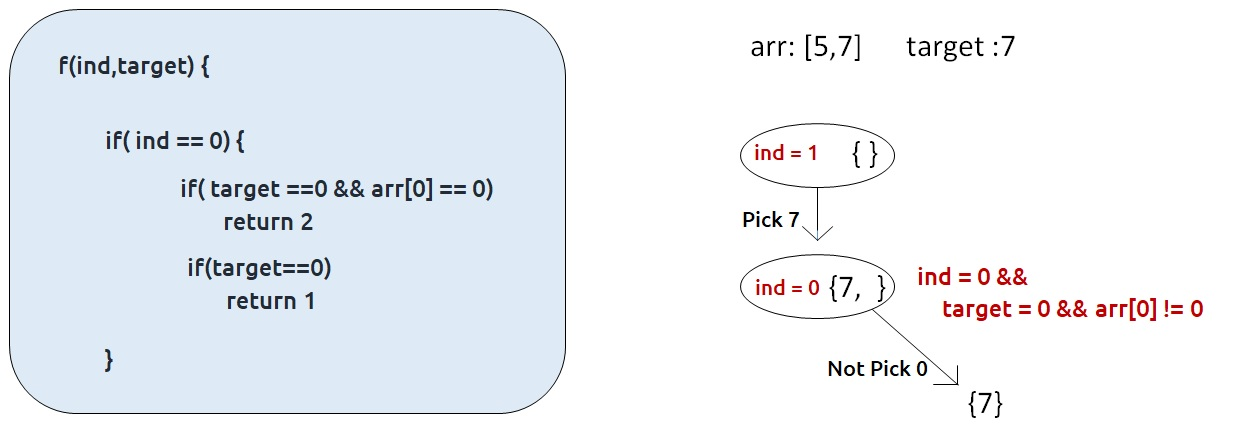 f(ind,target) {
if( ind == 0) {
if( target ==0 && arr[0] == 0)
return 2
if(target==0)
return 1
}
arr: [5,7] target :7
ind = 1 { }
Pick 7
ind = 0 {7, }
ind = 0 &&
target = 0 && arr[0] != 0
Not Pick 0
{7}